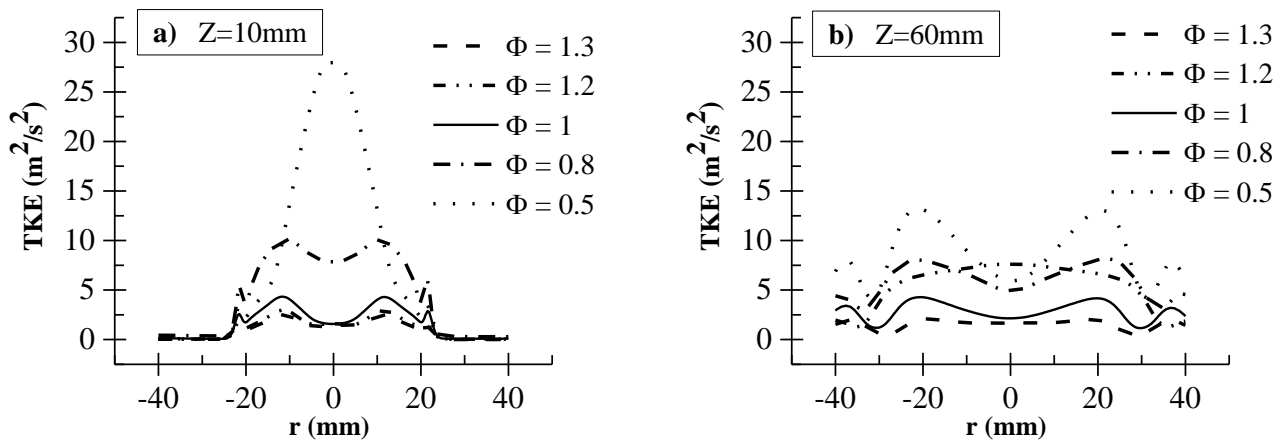 a) Z=10mm
TKE (m²/s²)
30
25
20
15
10
5
0
-40 -20 0 20 40
r (mm)
Φ = 1.3
Φ = 1.2
Φ = 1
Φ = 0.8
Φ = 0.5
b) Z=60mm
TKE (m²/s²)
30
25
20
15
10
5
0
-40 -20 0 20 40
r (mm)
Φ = 1.3
Φ = 1.2
Φ = 1
Φ = 0.8
Φ = 0.5